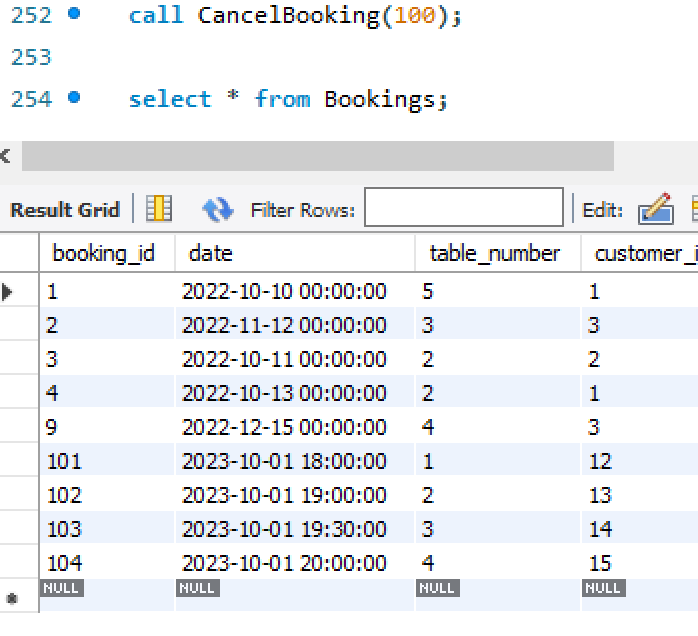 252 call CancelBooking(100);
253
254 select * from Bookings;
Result Grid Filter Rows: Edit:
booking_id date table_number customer_i
1 2022-10-10 00:00:00 5 1
2 2022-11-12 00:00:00 3 3
3 2022-10-11 00:00:00 2 2
4 2022-10-13 00:00:00 2 1
9 2022-12-15 00:00:00 4 3
101 2023-10-01 18:00:00 1 12
102 2023-10-01 19:00:00 2 13
103 2023-10-01 19:30:00 3 14
104 2023-10-01 20:00:00 4 15
NULL NULL NULL NULL